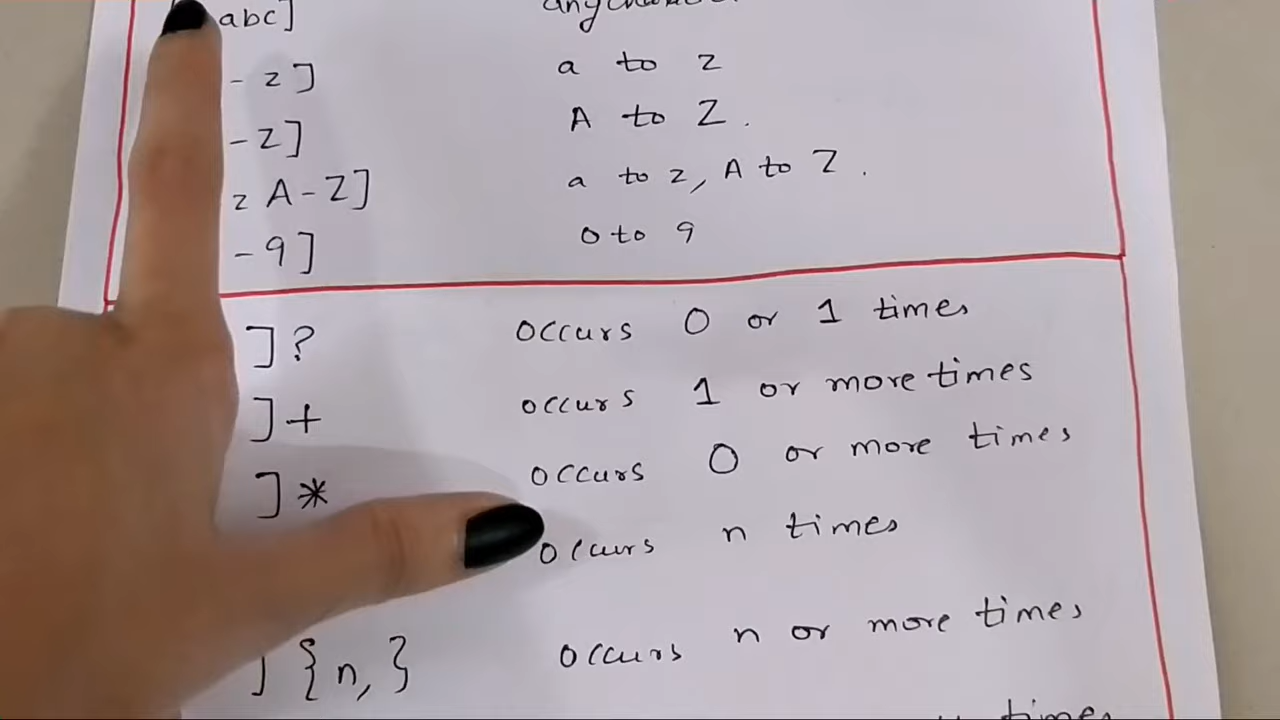 abc]
- z] a to z
- Z] A to Z.
z A-Z] a to z, A to Z.
- 9] 0 to 9
]? occurs 0 or 1 times
]+ occurs 1 or more times
]* occurs 0 or more times
occurs n times
] {n,} occurs n or more times
times